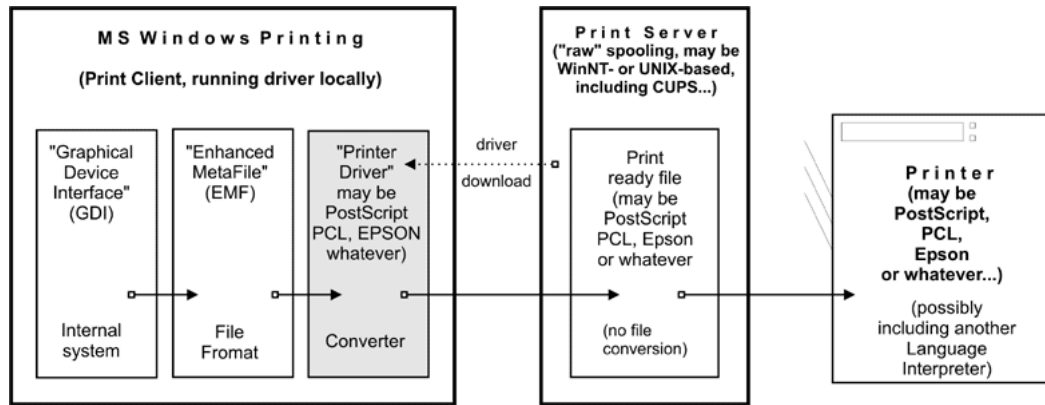 MS Windows Printing
(Print Client, running driver locally)
"Graphical
Device
Interface"
(GDI)
Internal
system
"Enhanced
MetaFile"
(EMF)
File
Fromat
"Printer
Driver"
may be
PostScript
PCL, EPSON
whatever)
Converter
driver
download
Print Server
("raw" spooling, may be
WinNT- or UNIX-based,
including CUPS...)
Print
ready file
(may be
PostScript
PCL, Epson
or whatever
(no file
conversion)
Printer
(may be
PostScript,
PCL,
Epson
or whatever...)
(possibly
including another
Language
Interpreter)